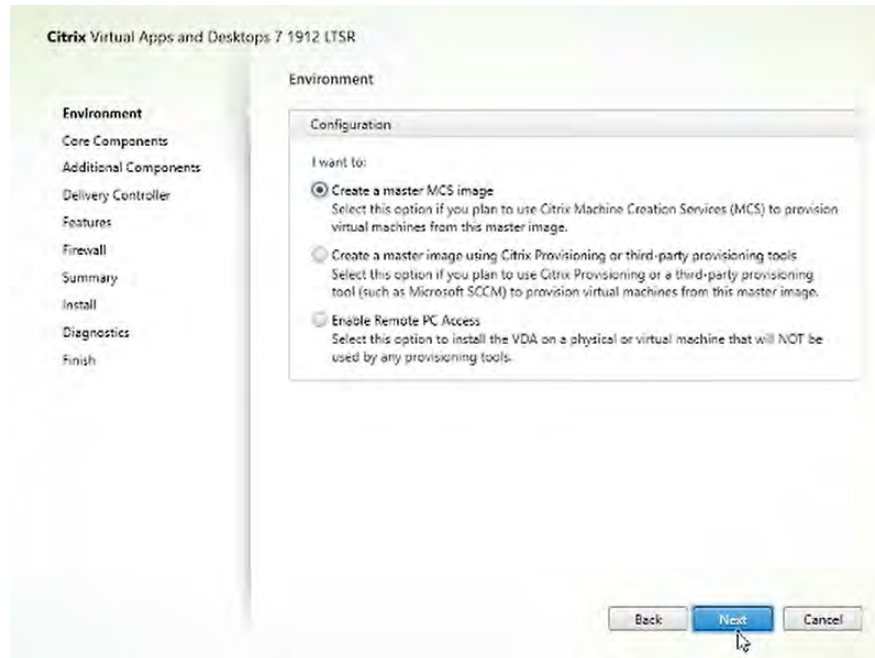 Citrix Virtual Apps and Desktops 7 1912 LTSR
Environment
Core Components
Additional Components
Delivery Controller
Features
Firewall
Summary
Install
Diagnostics
Finish
Environment
Configuration
I want to:
Create a master MCS image
Select this option if you plan to use Citrix Machine Creation Services (MCS) to provision
virtual machines from this master image.
Create a master image using Citrix Provisioning or third-party provisioning tools
Select this option if you plan to use Citrix Provisioning or a third-party provisioning
tool (such as Microsoft SCCM) to provision virtual machines from this master image.
Enable Remote PC Access
Select this option to install the VDA on a physical or virtual machine that will NOT be
used by any provisioning tools.
Back
Next
Cancel